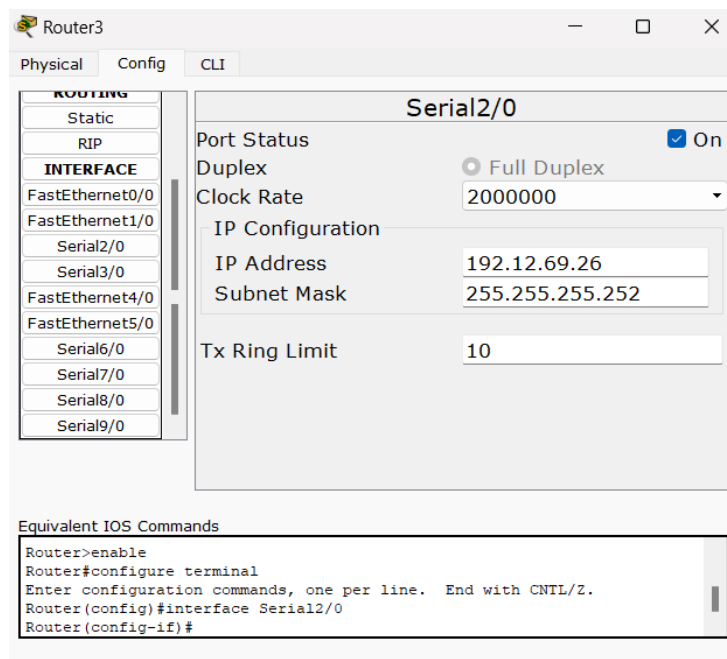 Router3
Physical Config CLI
ROUTING
Static
RIP
INTERFACE
FastEthernet0/0
FastEthernet1/0
Serial2/0
Serial3/0
FastEthernet4/0
FastEthernet5/0
Serial6/0
Serial7/0
Serial8/0
Serial9/0
Serial2/0
Port Status On
Duplex Full Duplex
Clock Rate 2000000
IP Configuration
IP Address 192.12.69.26
Subnet Mask 255.255.255.252
Tx Ring Limit 10
Equivalent IOS Commands
Router>enable
Router#configure terminal
Enter configuration commands, one per line.  End with CNTL/Z.
Router(config)#interface Serial2/0
Router(config-if)#